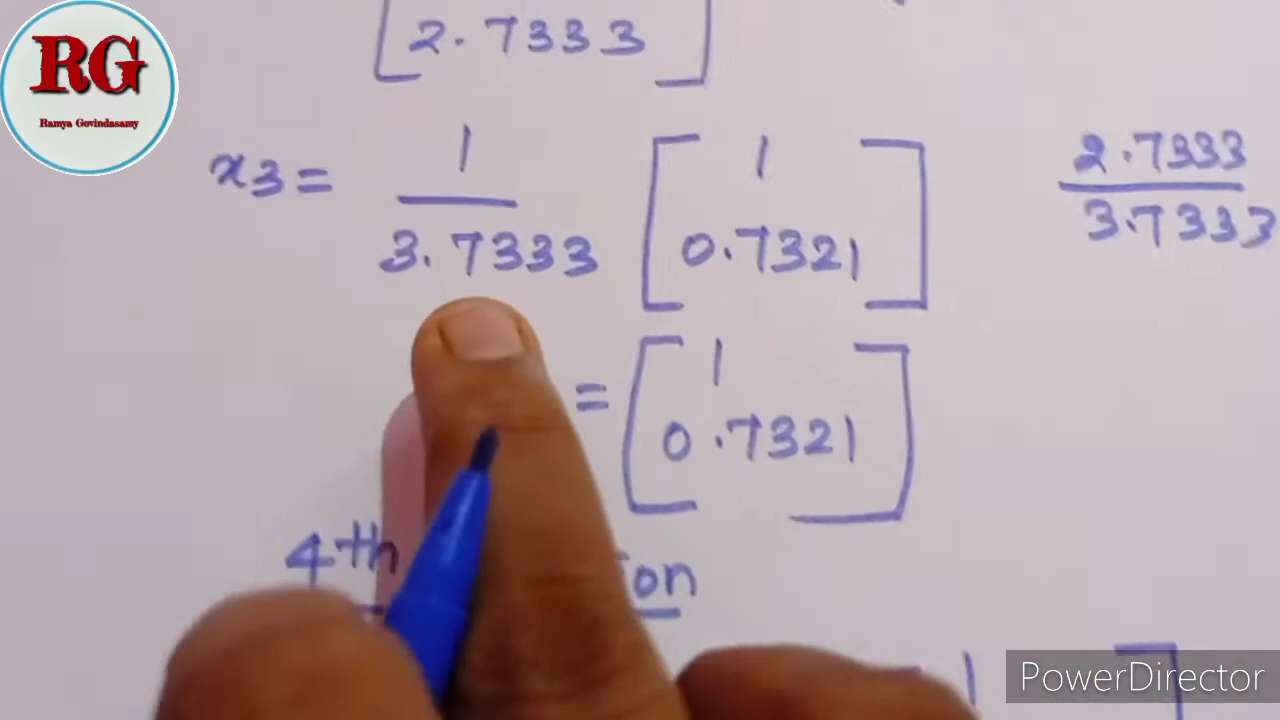 RG
Ramya Govindasamy
[2.7333]
x3 = 1/3.7333 [1
0.7321]
2.7333/3.7333
= [1
0.7321]
4th
1
PowerDirector